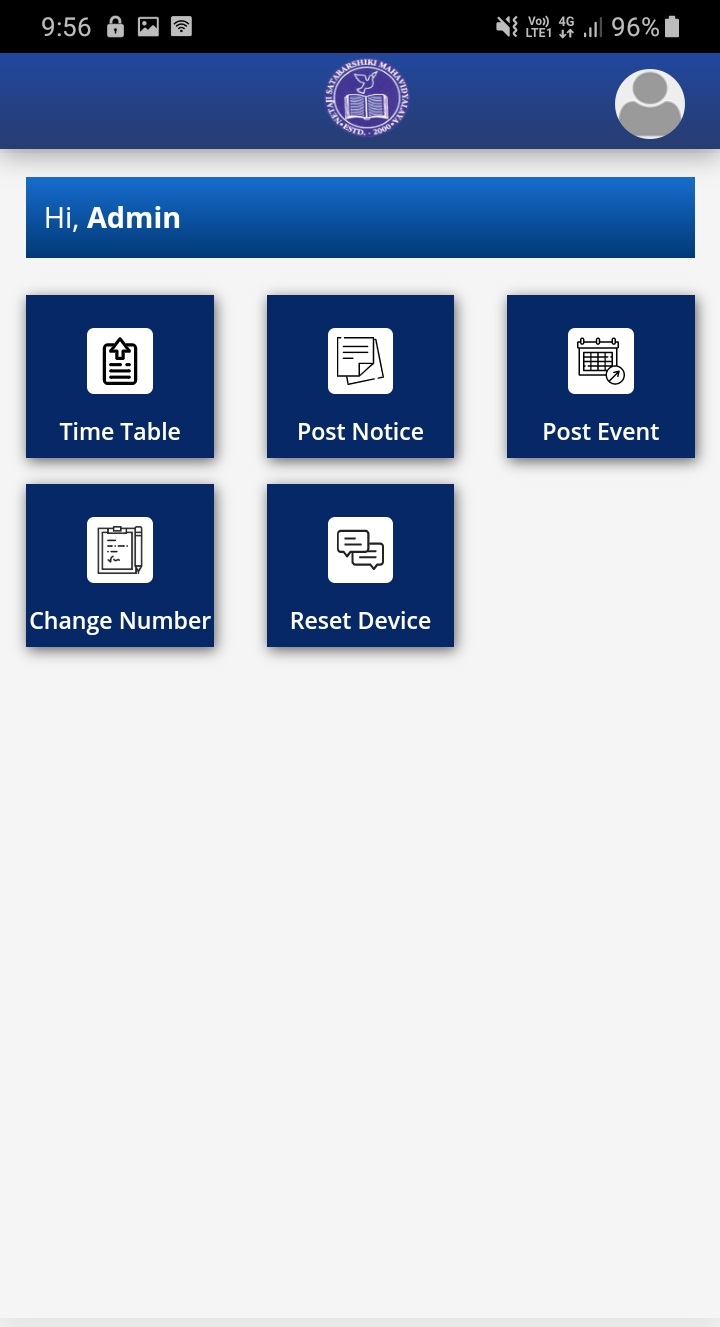 9:56 Vo)) LTE1 4G 96%
NETAJI SATABARSHIKI MAHAVIDYALAYA
ESTD. - 2000
Hi, Admin
Time Table Post Notice Post Event
Change Number Reset Device